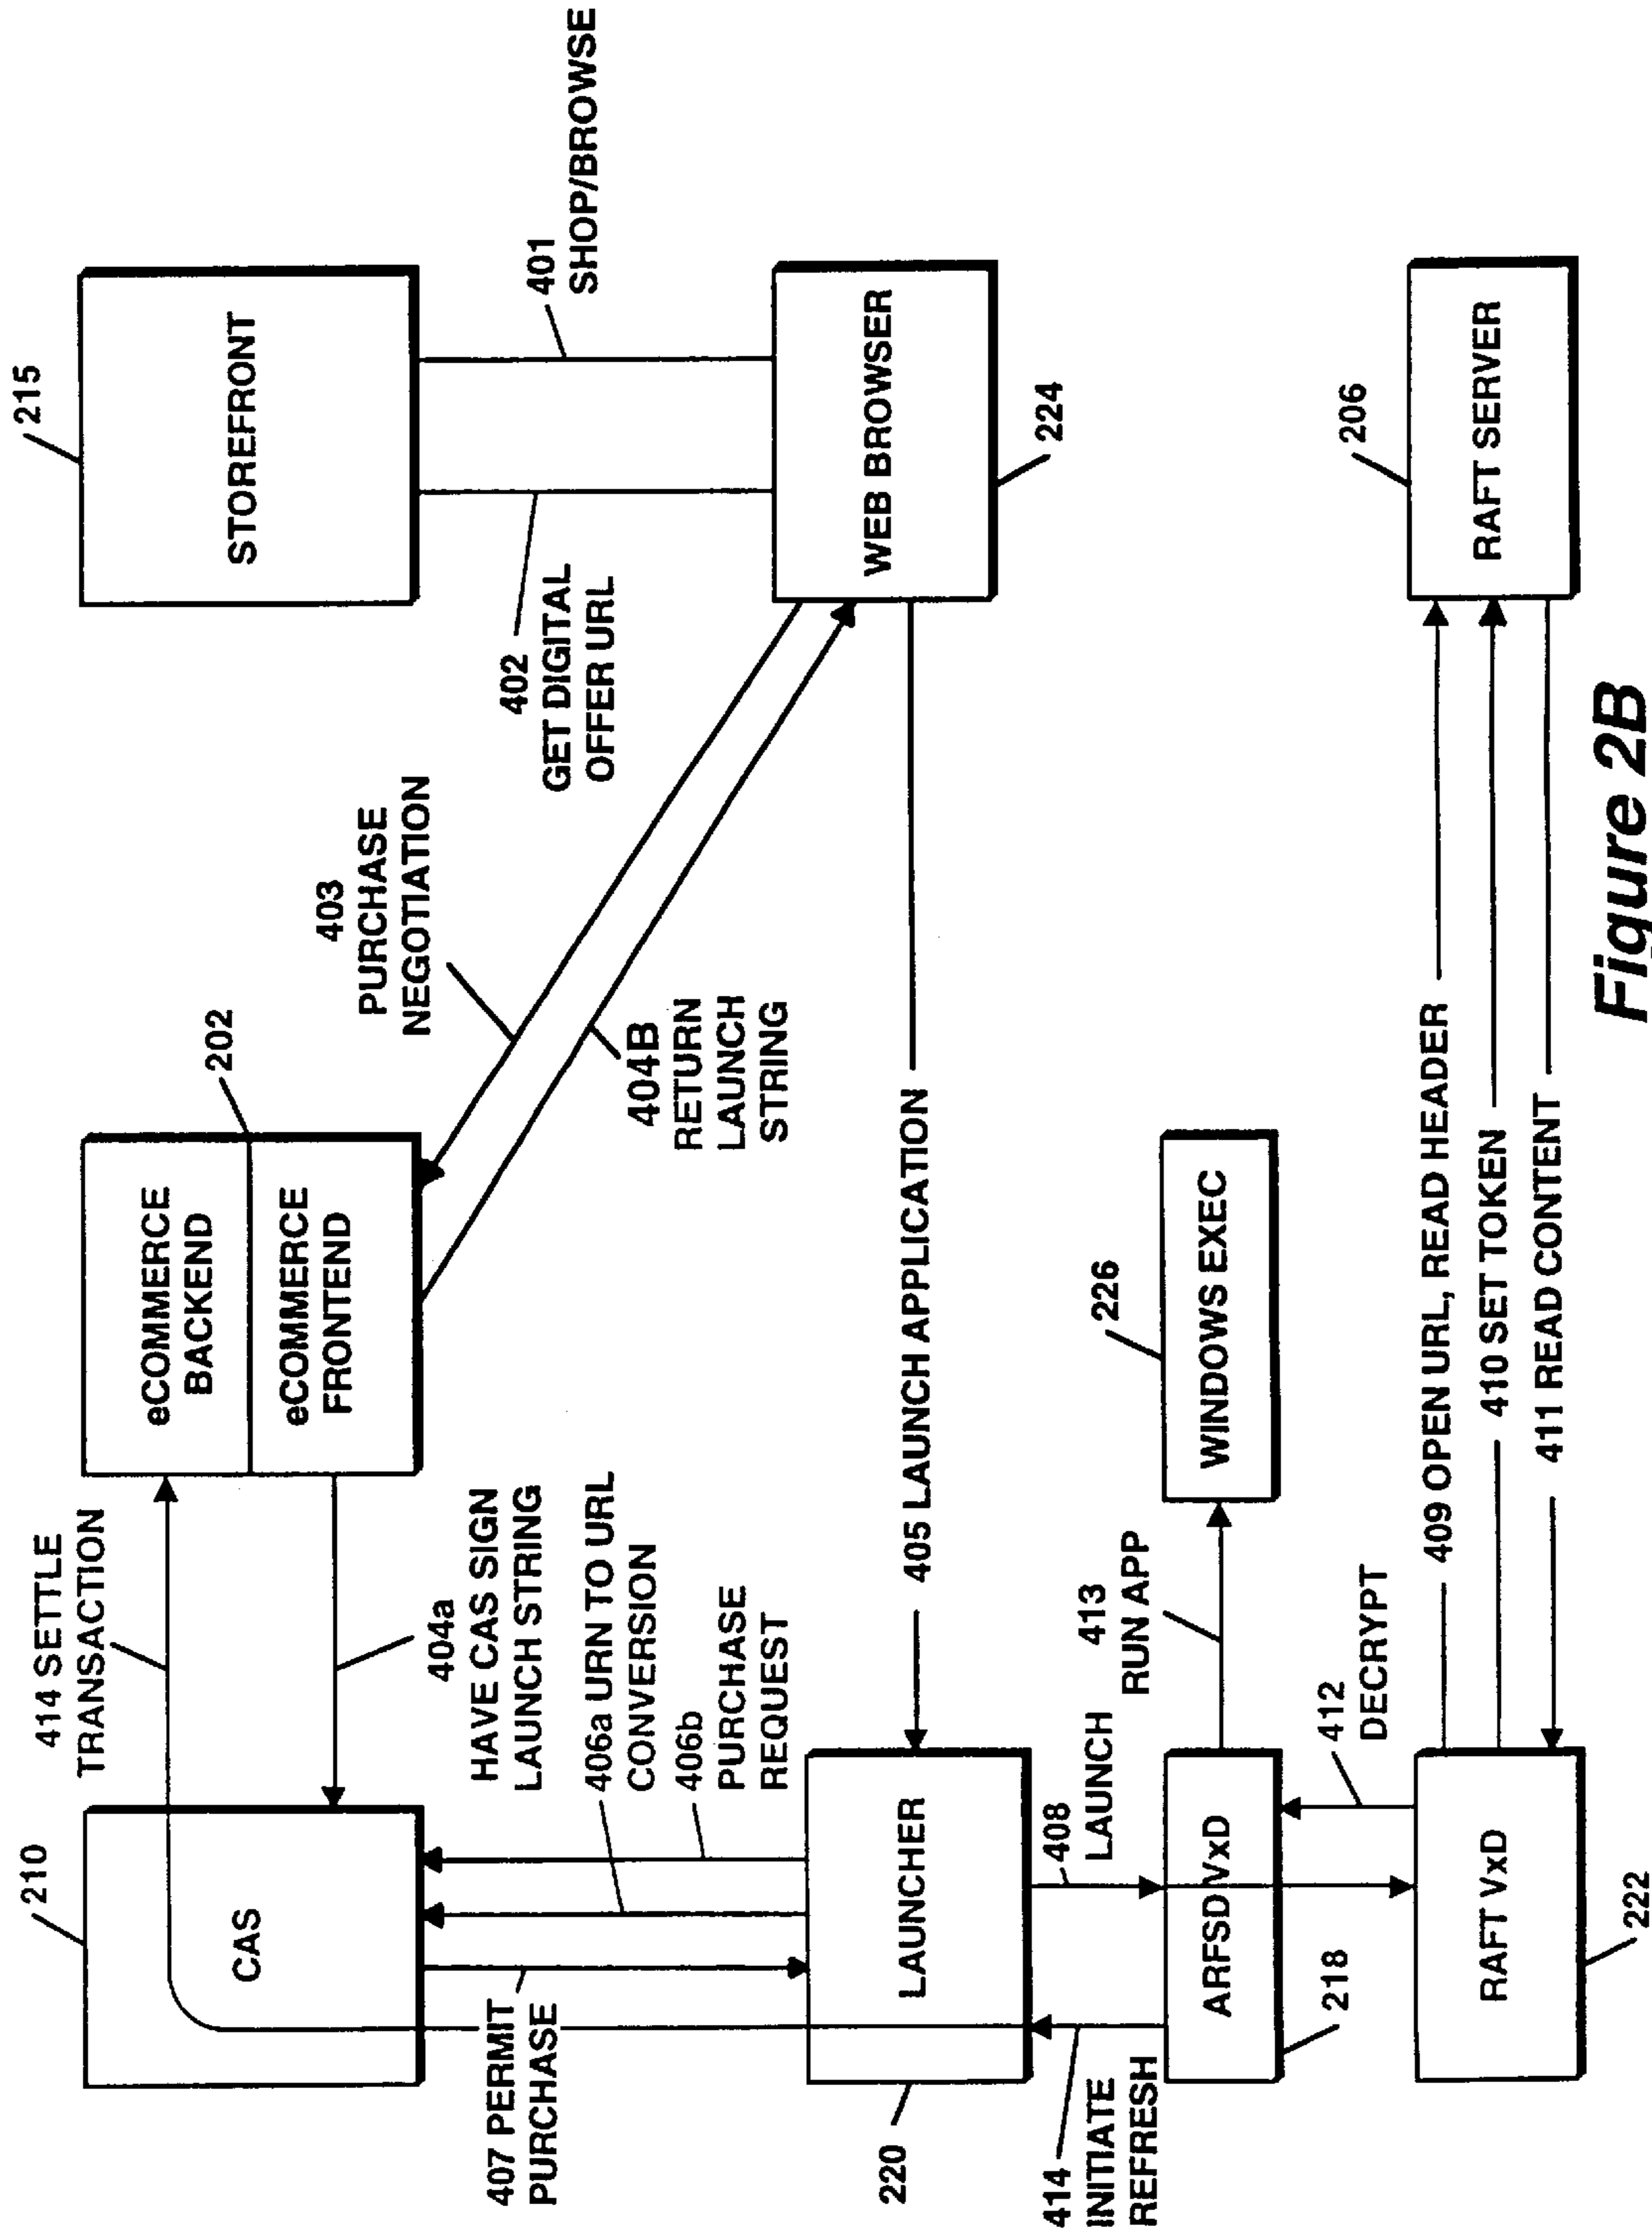 215
STOREFRONT
401
SHOP/BROWSE
402
GET DIGITAL
OFFER URL
WEB BROWSER
224
403
PURCHASE
NEGOTIATION
404B
RETURN
LAUNCH
STRING
202
eCOMMERCE
BACKEND
eCOMMERCE
FRONTEND
414 SETTLE
TRANSACTION
404a
HAVE CAS SIGN
LAUNCH STRING
210
CAS
406a URN TO URL
CONVERSION
406b
PURCHASE
REQUEST
407 PERMIT
PURCHASE
405 LAUNCH APPLICATION
LAUNCHER
220
408
LAUNCH
413
RUN APP
226
WINDOWS EXEC
414
INITIATE
REFRESH
ARFSD VxD
218
412
DECRYPT
RAFT VxD
222
409 OPEN URL, READ HEADER
410 SET TOKEN
411 READ CONTENT
206
RAFT SERVER
Figure 2B